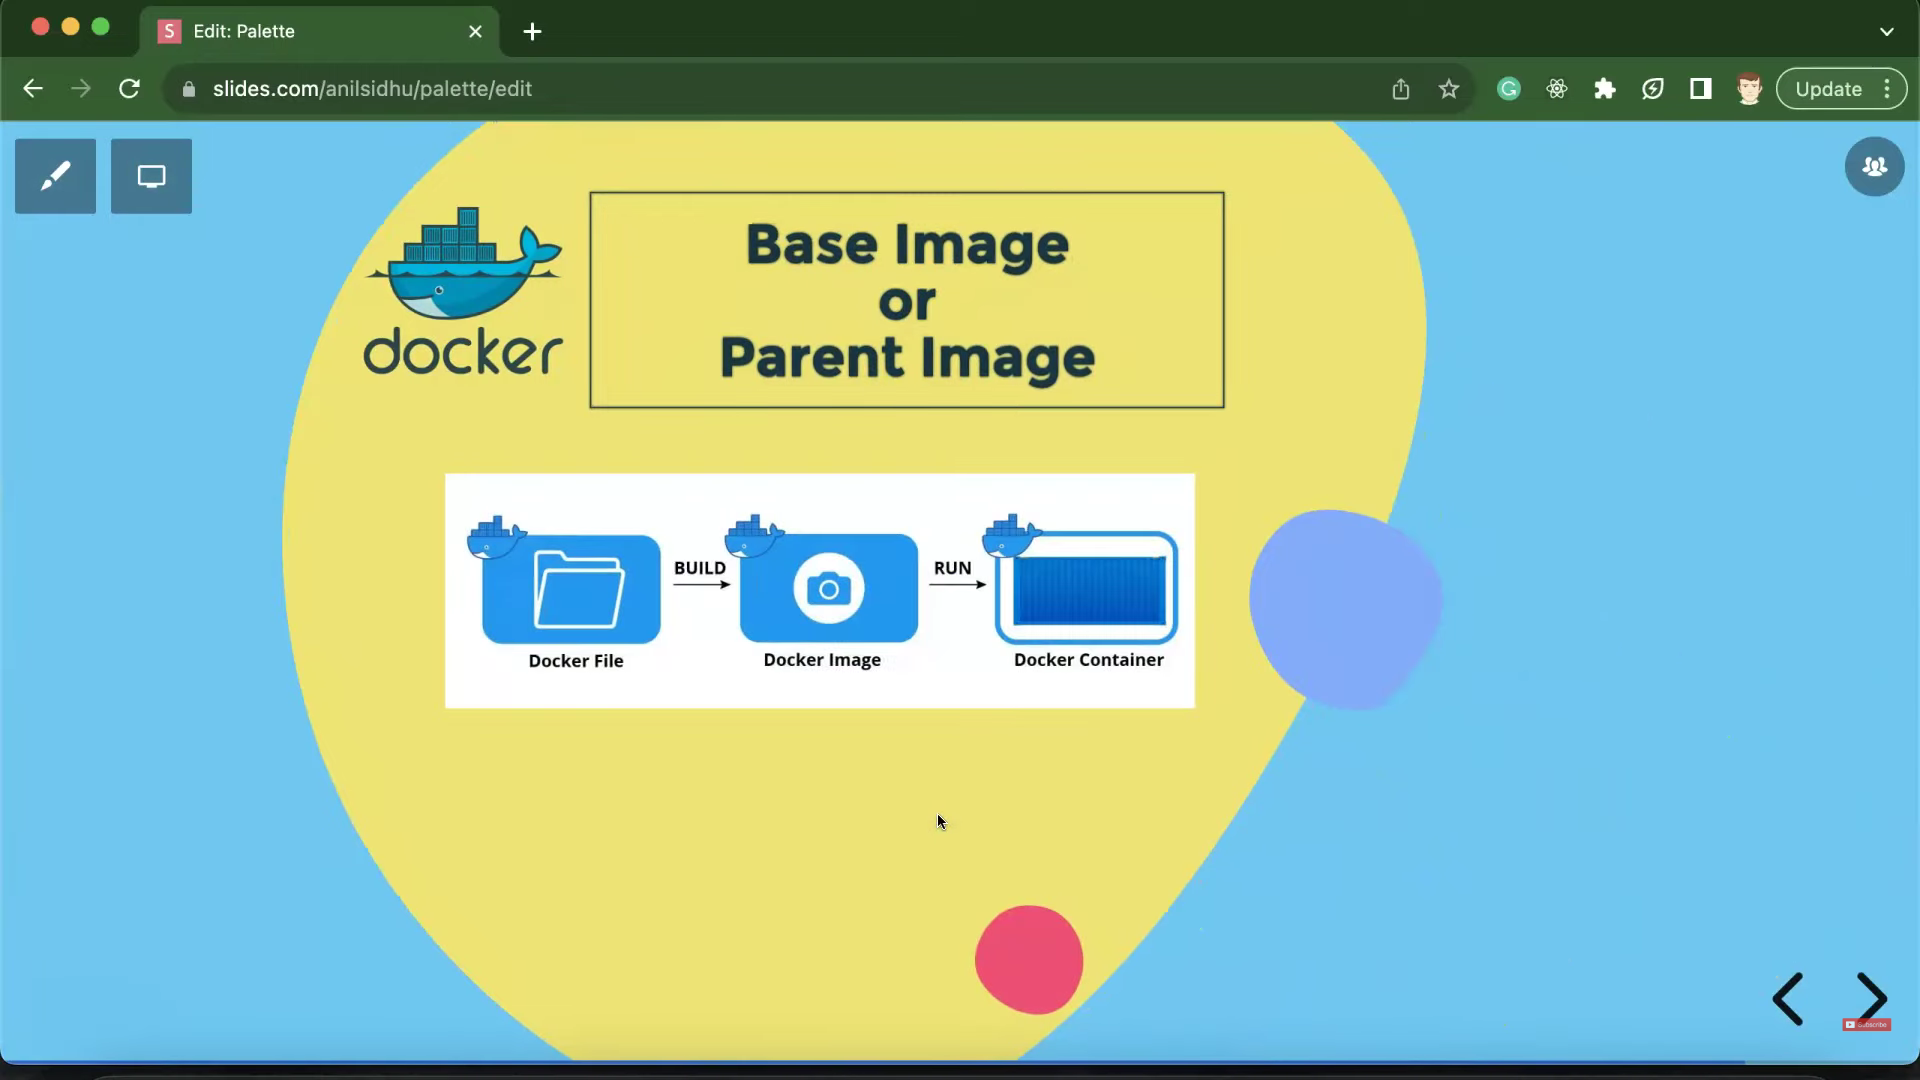 S Edit: Palette
slides.com/anilsidhu/palette/edit
Update
docker
Base Image
or
Parent Image
BUILD
RUN
Docker File
Docker Image
Docker Container
Subscribe